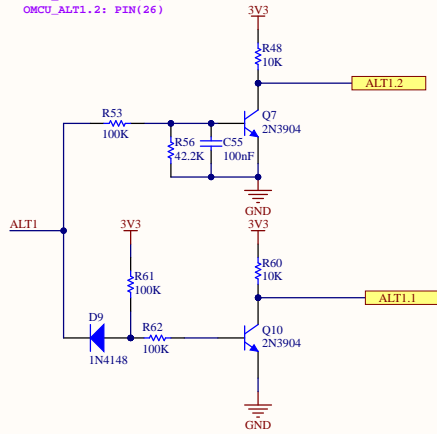 OMCU_ALT1.2: PIN(26)
3V3
R48
10K
ALT1.2
R53
100K
Q7
2N3904
R56
42.2K
C55
100nF
GND
ALT1
3V3
3V3
R61
100K
R60
10K
ALT1.1
D9
1N4148
R62
100K
Q10
2N3904
GND